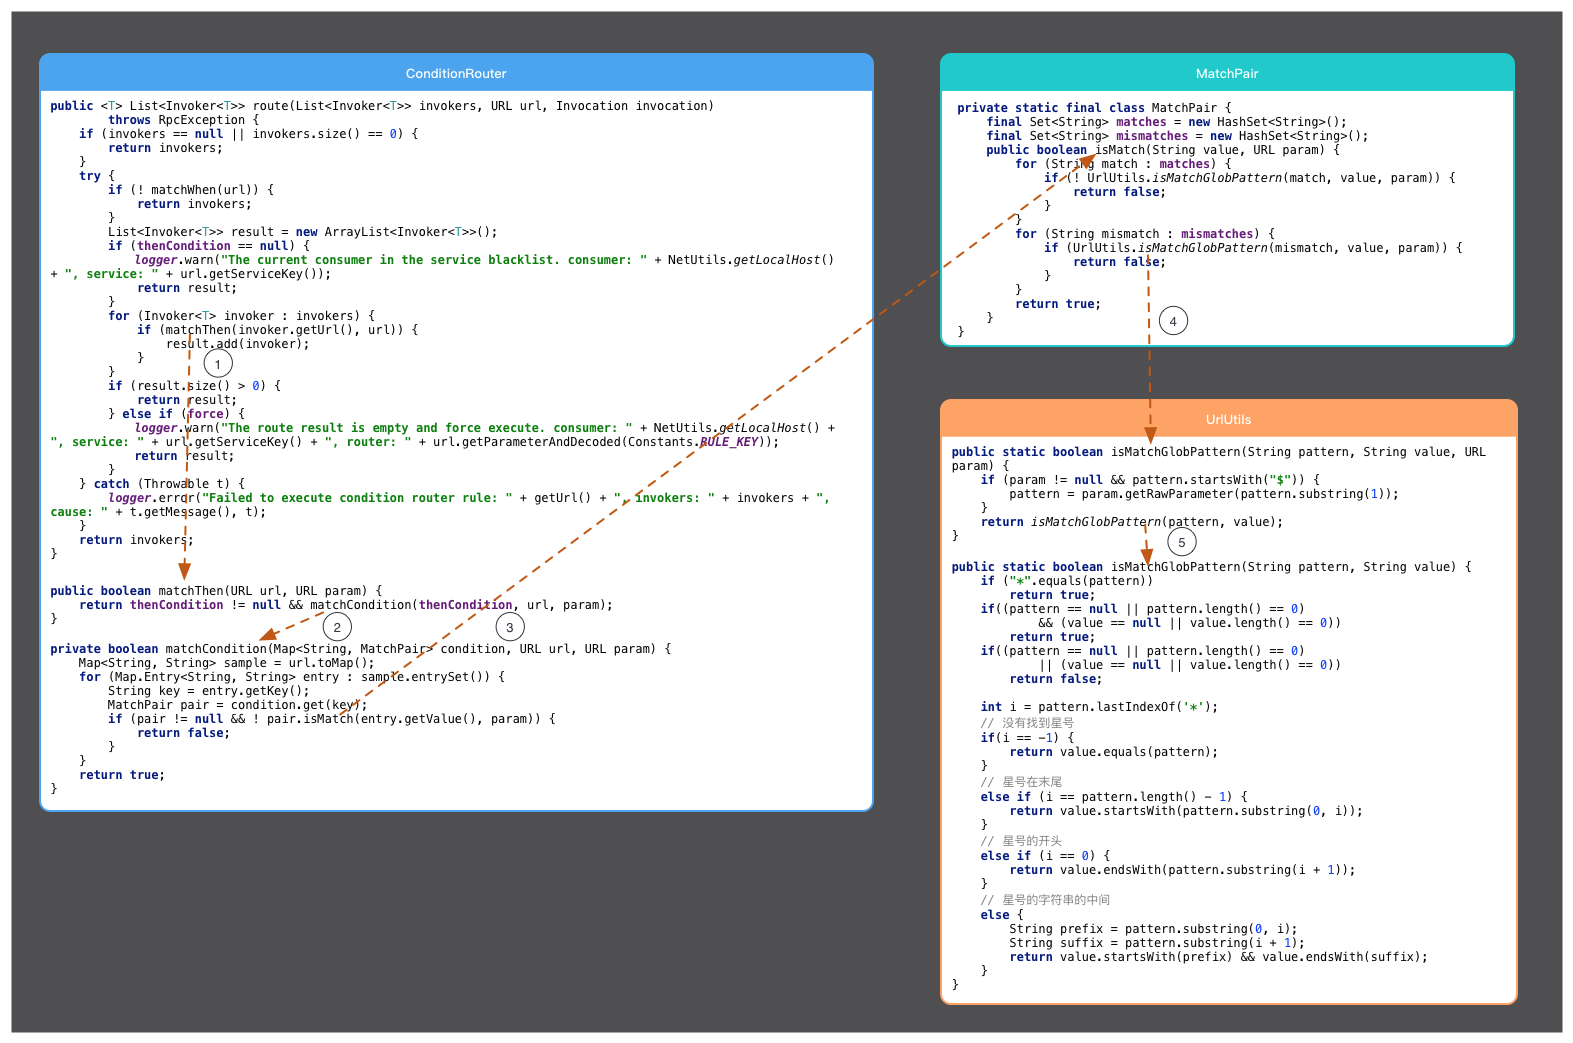 ConditionRouter
public <T> List<Invoker<T>> route(List<Invoker<T>> invokers, URL url, Invocation invocation)
        throws RpcException {
    if (invokers == null || invokers.size() == 0) {
        return invokers;
    }
    try {
        if (! matchWhen(url)) {
            return invokers;
        }
        List<Invoker<T>> result = new ArrayList<Invoker<T>>();
        if (thenCondition == null) {
            logger.warn("The current consumer in the service blacklist. consumer: " + NetUtils.getLocalHost()
+ ", service: " + url.getServiceKey());
            return result;
        }
        for (Invoker<T> invoker : invokers) {
            if (matchThen(invoker.getUrl(), url)) {
                result.add(invoker);
            }
        }
        if (result.size() > 0) {
            return result;
        } else if (force) {
            logger.warn("The route result is empty and force execute. consumer: " + NetUtils.getLocalHost() +
", service: " + url.getServiceKey() + ", router: " + url.getParameterAndDecoded(Constants.RULE_KEY));
            return result;
        }
    } catch (Throwable t) {
        logger.error("Failed to execute condition router rule: " + getUrl() + ", invokers: " + invokers + ",
cause: " + t.getMessage(), t);
    }
    return invokers;
}
public boolean matchThen(URL url, URL param) {
    return thenCondition != null && matchCondition(thenCondition, url, param);
}
private boolean matchCondition(Map<String, MatchPair> condition, URL url, URL param) {
    Map<String, String> sample = url.toMap();
    for (Map.Entry<String, String> entry : sample.entrySet()) {
        String key = entry.getKey();
        MatchPair pair = condition.get(key);
        if (pair != null && ! pair.isMatch(entry.getValue(), param)) {
            return false;
        }
    }
    return true;
}
1
2
3
MatchPair
private static final class MatchPair {
    final Set<String> matches = new HashSet<String>();
    final Set<String> mismatches = new HashSet<String>();
    public boolean isMatch(String value, URL param) {
        for (String match : matches) {
            if (! UrlUtils.isMatchGlobPattern(match, value, param)) {
                return false;
            }
        }
        for (String mismatch : mismatches) {
            if (UrlUtils.isMatchGlobPattern(mismatch, value, param)) {
                return false;
            }
        }
        return true;
    }
}
4
UrlUtils
public static boolean isMatchGlobPattern(String pattern, String value, URL
param) {
    if (param != null && pattern.startsWith("$")) {
        pattern = param.getRawParameter(pattern.substring(1));
    }
    return isMatchGlobPattern(pattern, value);
}
5
public static boolean isMatchGlobPattern(String pattern, String value) {
    if ("*".equals(pattern))
        return true;
    if((pattern == null || pattern.length() == 0)
            && (value == null || value.length() == 0))
        return true;
    if((pattern == null || pattern.length() == 0)
            || (value == null || value.length() == 0))
        return false;
    int i = pattern.lastIndexOf('*');
    // 没有找到星号
    if(i == -1) {
        return value.equals(pattern);
    }
    // 星号在末尾
    else if (i == pattern.length() - 1) {
        return value.startsWith(pattern.substring(0, i));
    }
    // 星号的开头
    else if (i == 0) {
        return value.endsWith(pattern.substring(i + 1));
    }
    // 星号的字符串的中间
    else {
        String prefix = pattern.substring(0, i);
        String suffix = pattern.substring(i + 1);
        return value.startsWith(prefix) && value.endsWith(suffix);
    }
}